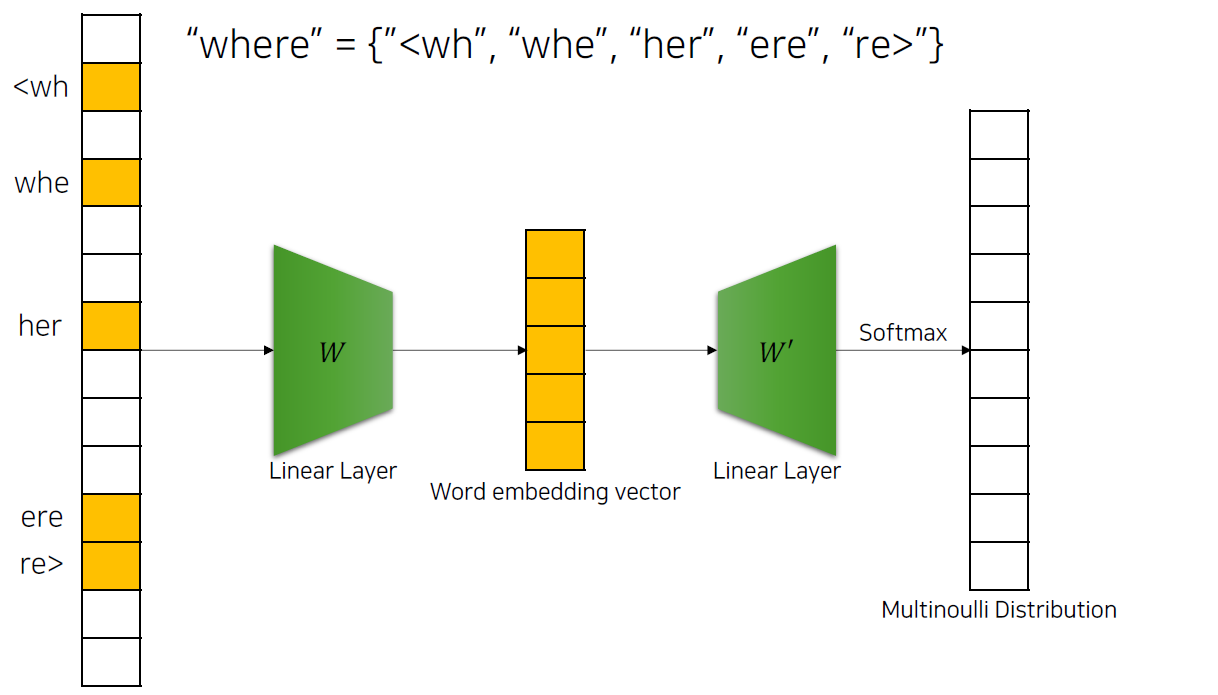 “where” = {”<wh”, “whe”, “her”, “ere”, “re>”}
<wh
whe
her
ere
re>
W
Linear Layer
Word embedding vector
W′
Linear Layer
Softmax
Multinoulli Distribution